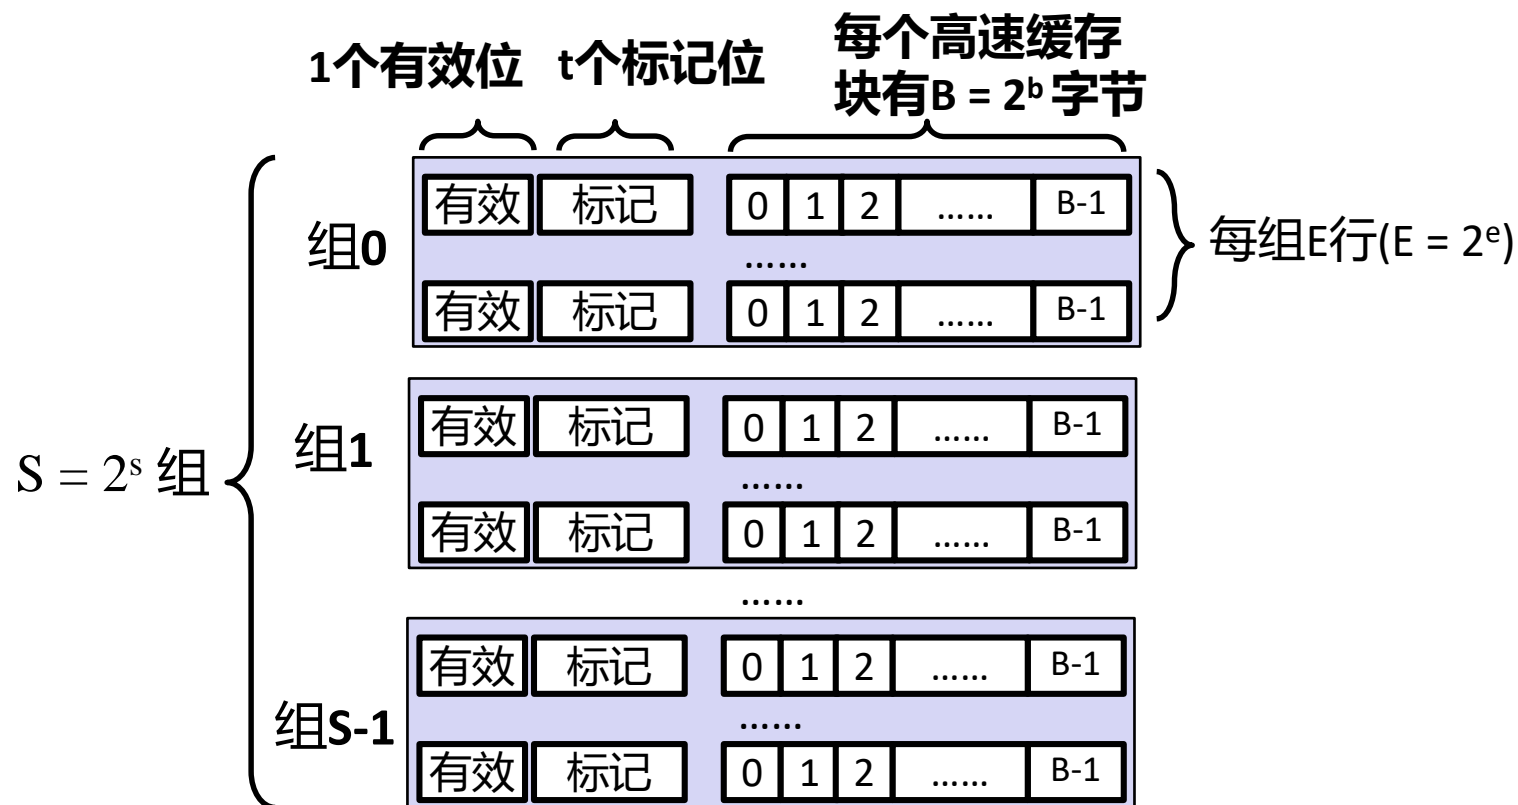 1个有效位 t个标记位 每个高速缓存
块有B = 2ᵇ 字节
有效 标记 0 1 2 …… B-1
组0 …… 每组E行(E = 2ᵉ)
有效 标记 0 1 2 …… B-1
有效 标记 0 1 2 …… B-1
组1
S = 2ˢ 组 ……
有效 标记 0 1 2 …… B-1
……
有效 标记 0 1 2 …… B-1
组S-1 ……
有效 标记 0 1 2 …… B-1